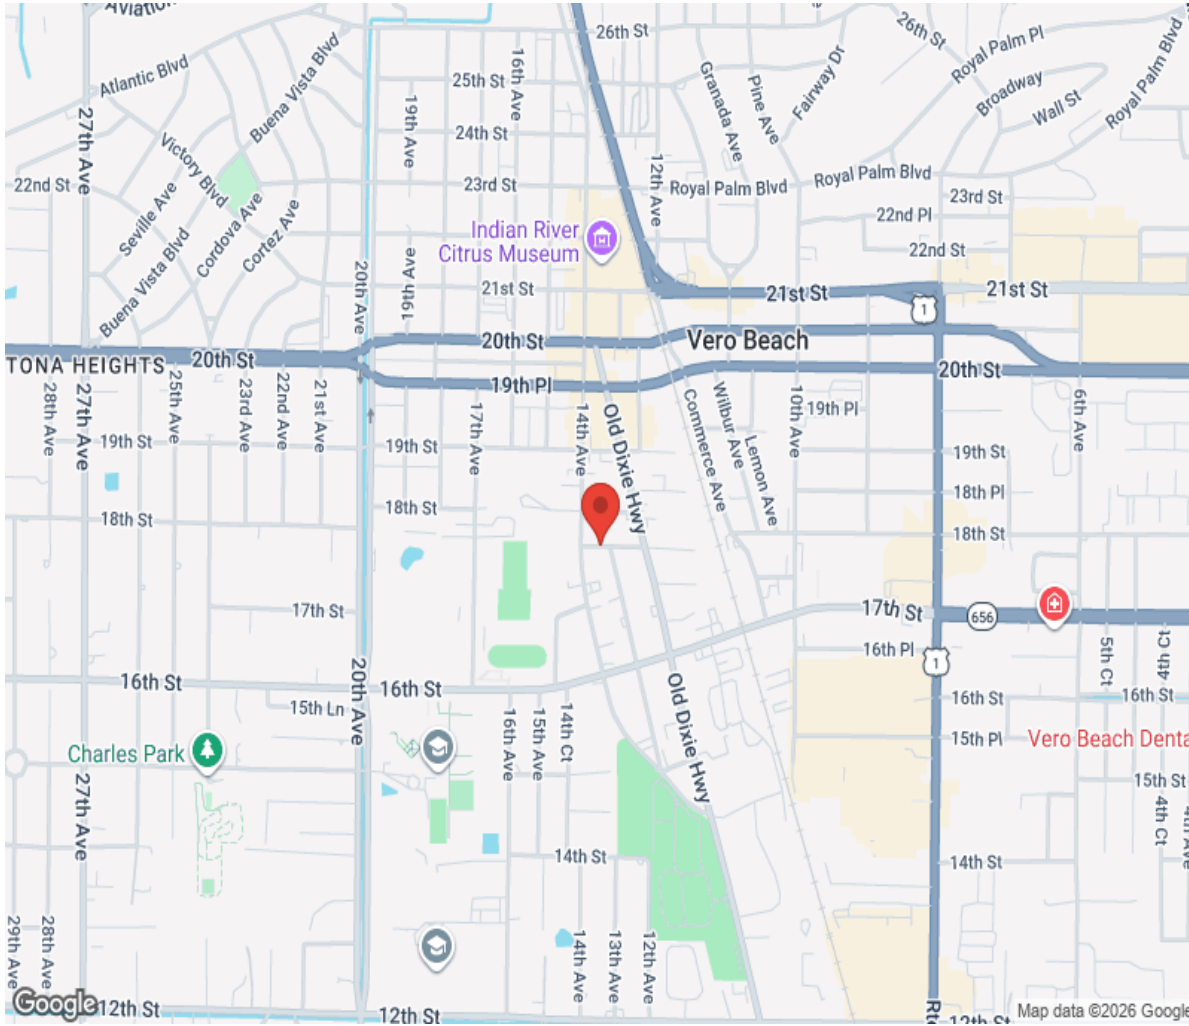 Aviation
26th St
26th St
Royal Palm Pl
Royal Palm Blvd
Atlantic Blvd
Buena Vista Blvd
25th St
16th Ave
Granada Ave
Pine Ave
Fairway Dr
Broadway
Wall St
27th Ave
19th Ave
24th St
Victory Blvd
12th Ave
22nd St
23rd St
Royal Palm Blvd
Royal Palm Blvd
23rd St
Seville Ave
Cordova Ave
Cortez Ave
22nd Pl
Indian River
Citrus Museum
22nd St
Buena Vista Blvd
20th Ave
19th Ave
21st St
21st St
21st St
1
20th St
Vero Beach
TONA HEIGHTS
20th St
19th Pl
20th St
28th Ave
27th Ave
25th Ave
23rd Ave
22nd Ave
21st Ave
17th Ave
14th Ave
Old Dixie Hwy
Commerce Ave
Wilbur Ave
Lemon Ave
10th Ave
19th Pl
6th Ave
19th St
19th St
19th St
18th Pl
18th St
18th St
18th St
17th St
17th St
656
16th Pl
1
5th Ct
4th Ct
20th Ave
16th St
16th St
Old Dixie Hwy
16th St
16th St
15th Ln
16th Ave
15th Ave
14th Ct
15th Pl
Vero Beach Denta
Charles Park
15th St
27th Ave
4th Ct
4th Ave
14th St
14th St
29th Ave
28th Ave
14th Ave
13th Ave
12th Ave
Google
12th St
12th St
Rte
12th St
Map data ©2026 Google